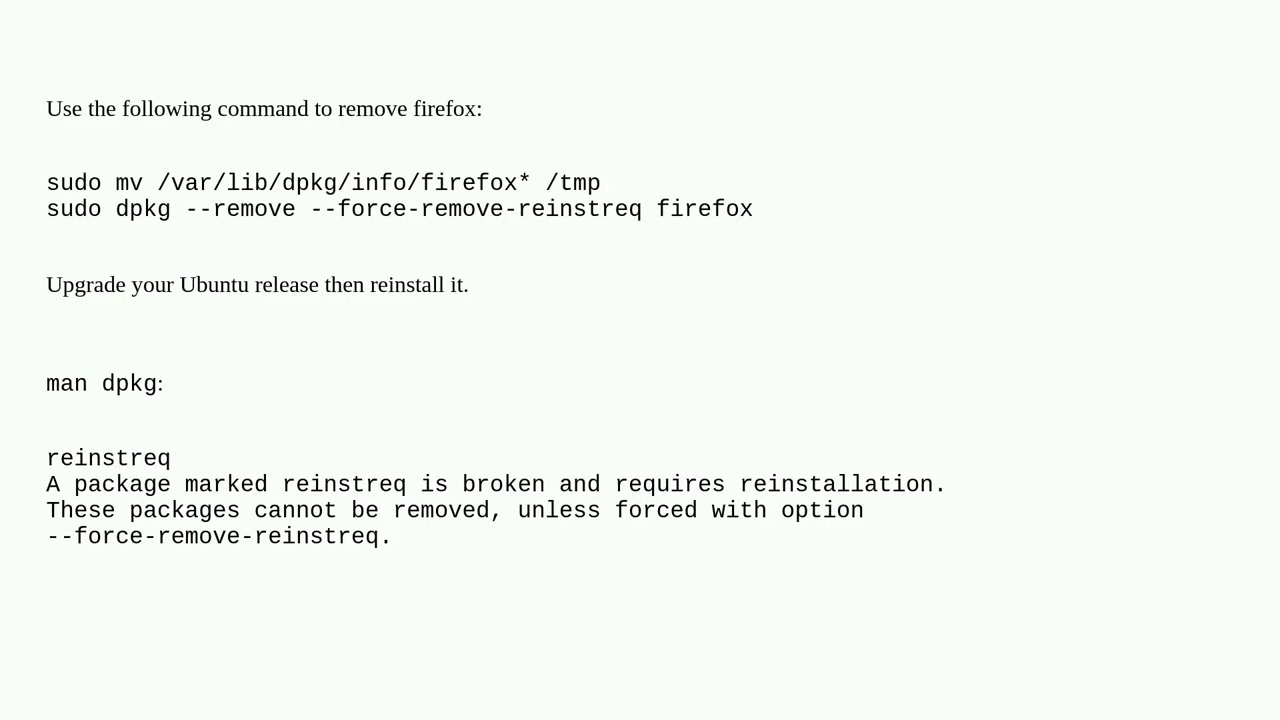 Use the following command to remove firefox:
sudo mv /var/lib/dpkg/info/firefox* /tmp
sudo dpkg --remove --force-remove-reinstreq firefox
Upgrade your Ubuntu release then reinstall it.
man dpkg:
reinstreq
A package marked reinstreq is broken and requires reinstallation.
These packages cannot be removed, unless forced with option
--force-remove-reinstreq.